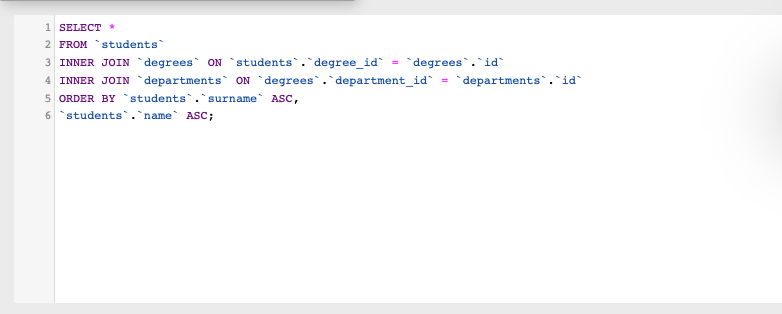 1 SELECT *
2 FROM `students`
3 INNER JOIN `degrees` ON `students`.`degree_id` = `degrees`.`id`
4 INNER JOIN `departments` ON `degrees`.`department_id` = `departments`.`id`
5 ORDER BY `students`.`surname` ASC,
6 `students`.`name` ASC;